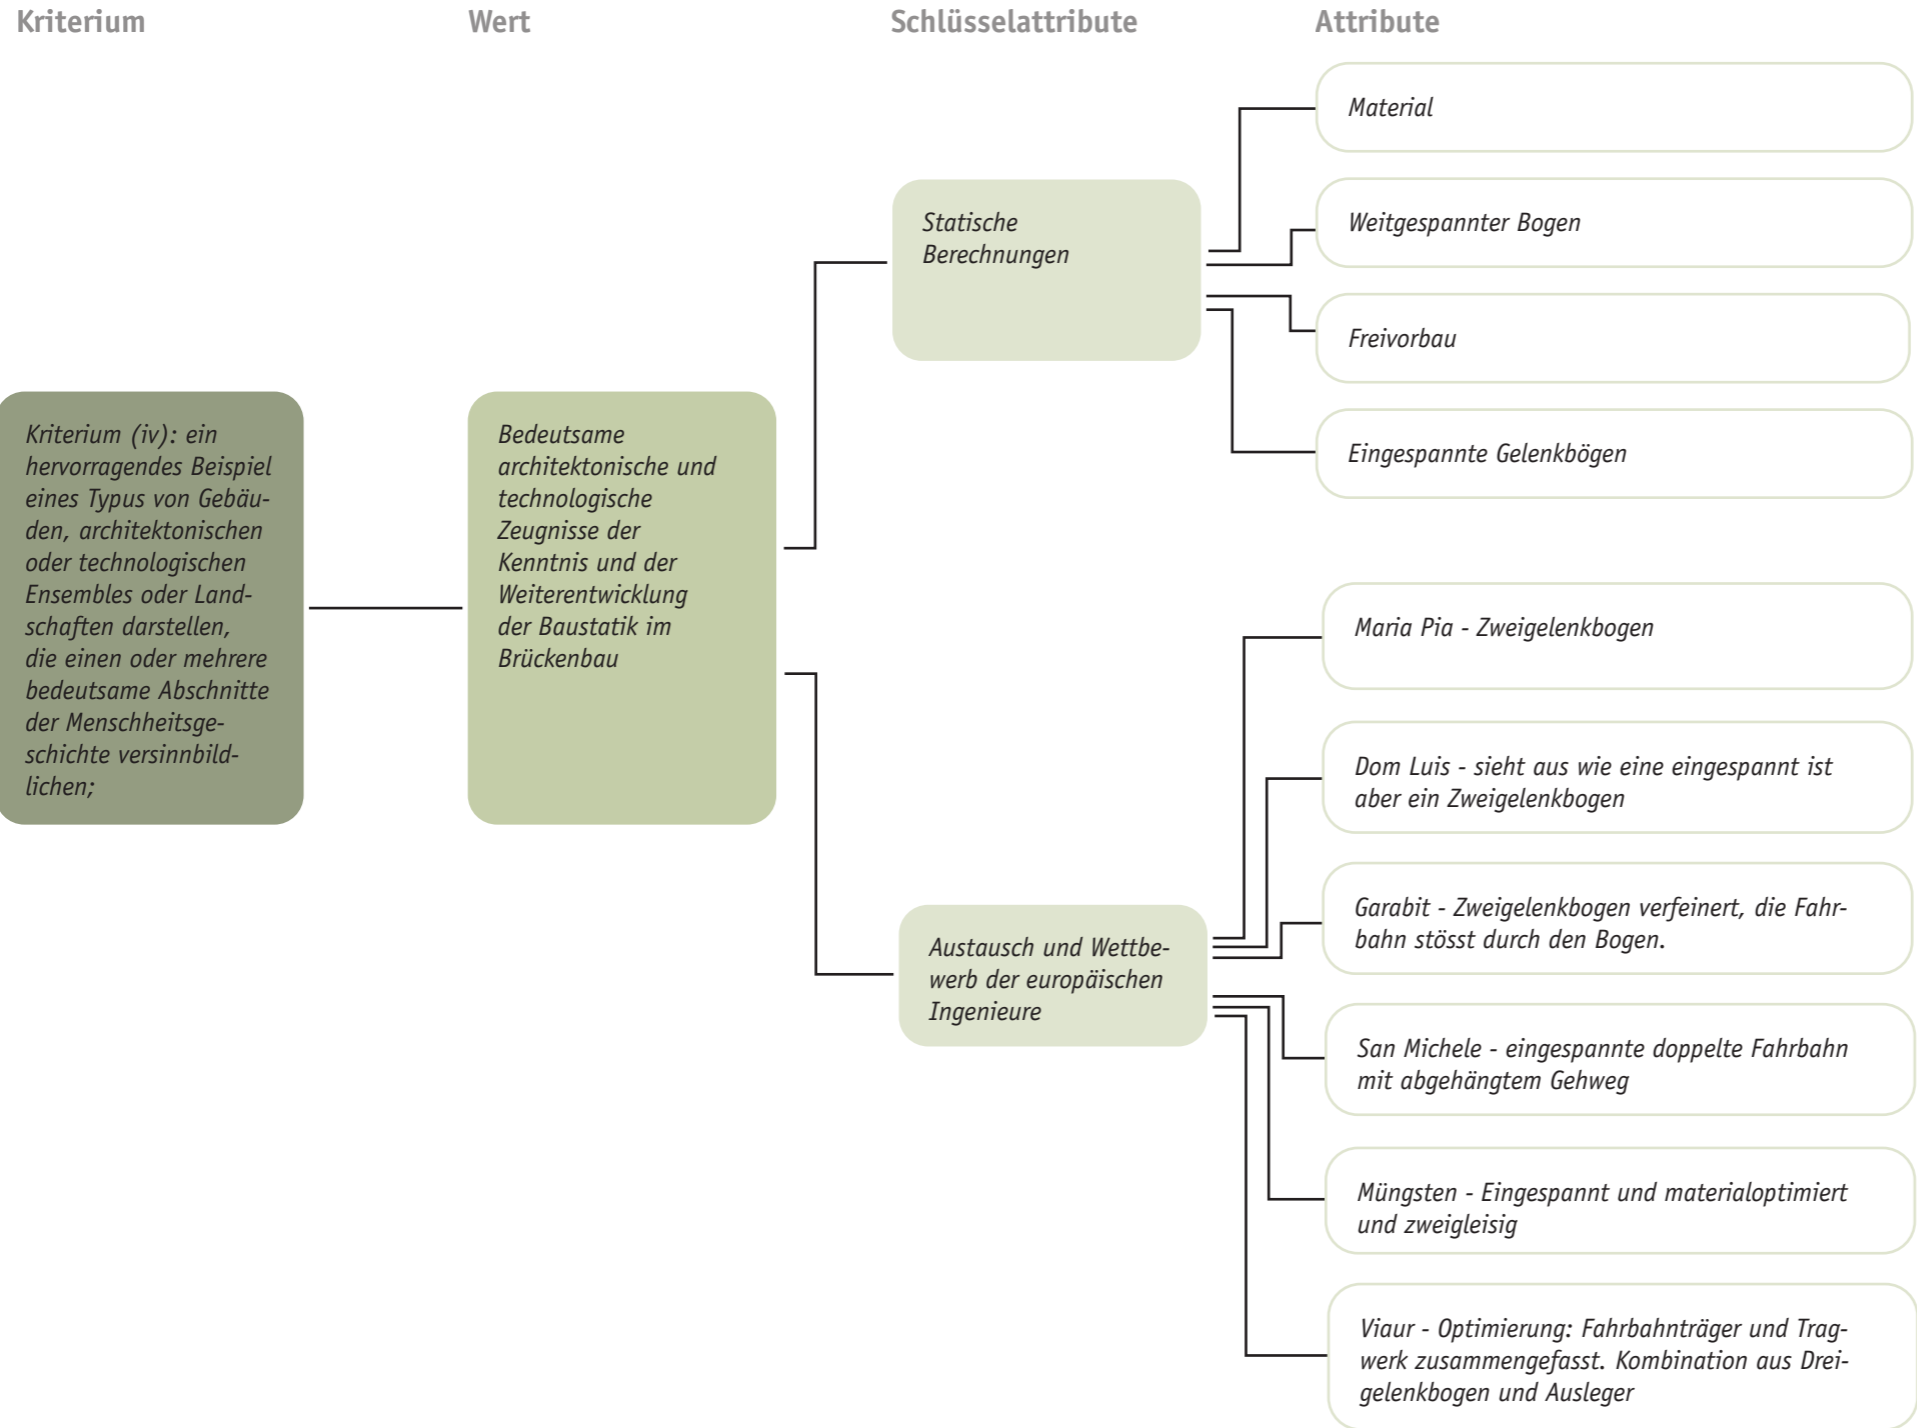 Kriterium
Wert
Schlüsselattribute
Attribute
Kriterium (iv): ein
hervorragendes Beispiel
eines Typus von Gebäu-
den, architektonischen
oder technologischen
Ensembles oder Land-
schaften darstellen,
die einen oder mehrere
bedeutsame Abschnitte
der Menschheitsge-
schichte versinnbild-
lichen;
Bedeutsame
architektonische und
technologische
Zeugnisse der
Kenntnis und der
Weiterentwicklung
der Baustatik im
Brückenbau
Statische
Berechnungen
Material
Weitgespannter Bogen
Freivorbau
Eingespannte Gelenkbögen
Austausch und Wettbe-
werb der europäischen
Ingenieure
Maria Pia - Zweigelenkbogen
Dom Luis - sieht aus wie eine eingespannt ist
aber ein Zweigelenkbogen
Garabit - Zweigelenkbogen verfeinert, die Fahr-
bahn stösst durch den Bogen.
San Michele - eingespannte doppelte Fahrbahn
mit abgehängtem Gehweg
Müngsten - Eingespannt und materialoptimiert
und zweigleisig
Viaur - Optimierung: Fahrbahnträger und Trag-
werk zusammengefasst. Kombination aus Drei-
gelenkbogen und Ausleger